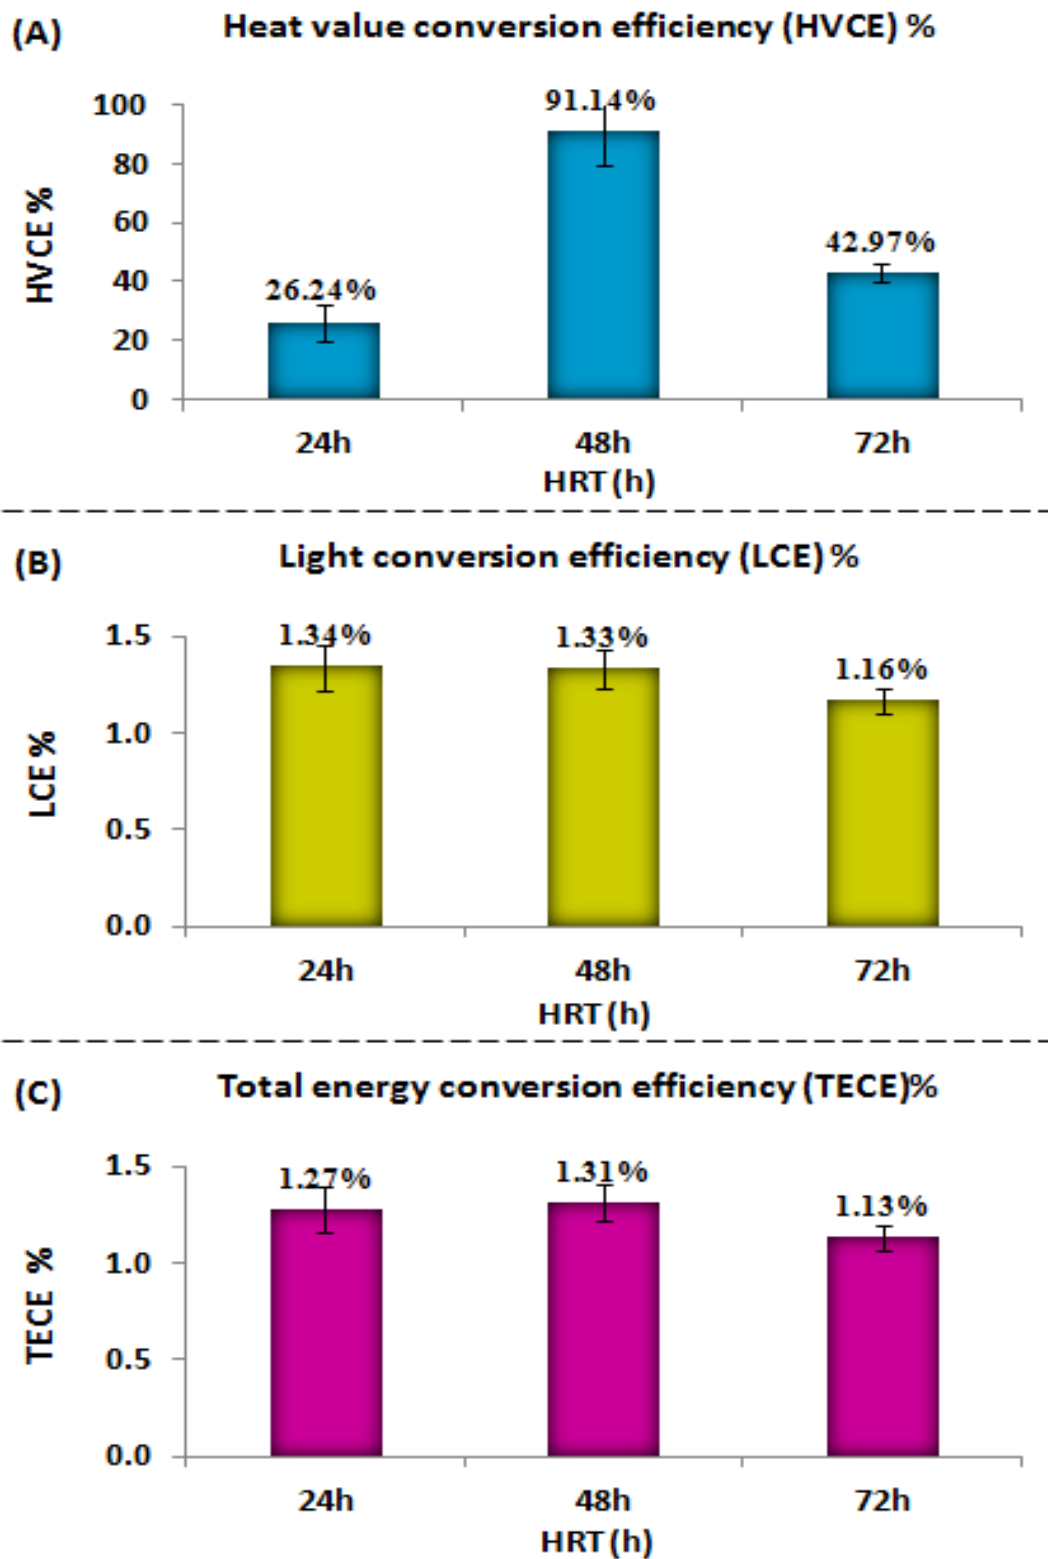 (A) Heat value conversion efficiency (HVCE) %
HVCE %
100
80
60
40
20
0
26.24%
91.14%
42.97%
24h 48h 72h
HRT (h)
(B) Light conversion efficiency (LCE) %
LCE %
1.5
1.0
0.5
0.0
1.34%
1.33%
1.16%
24h 48h 72h
HRT (h)
(C) Total energy conversion efficiency (TECE)%
TECE %
1.5
1.0
0.5
0.0
1.27%
1.31%
1.13%
24h 48h 72h
HRT (h)